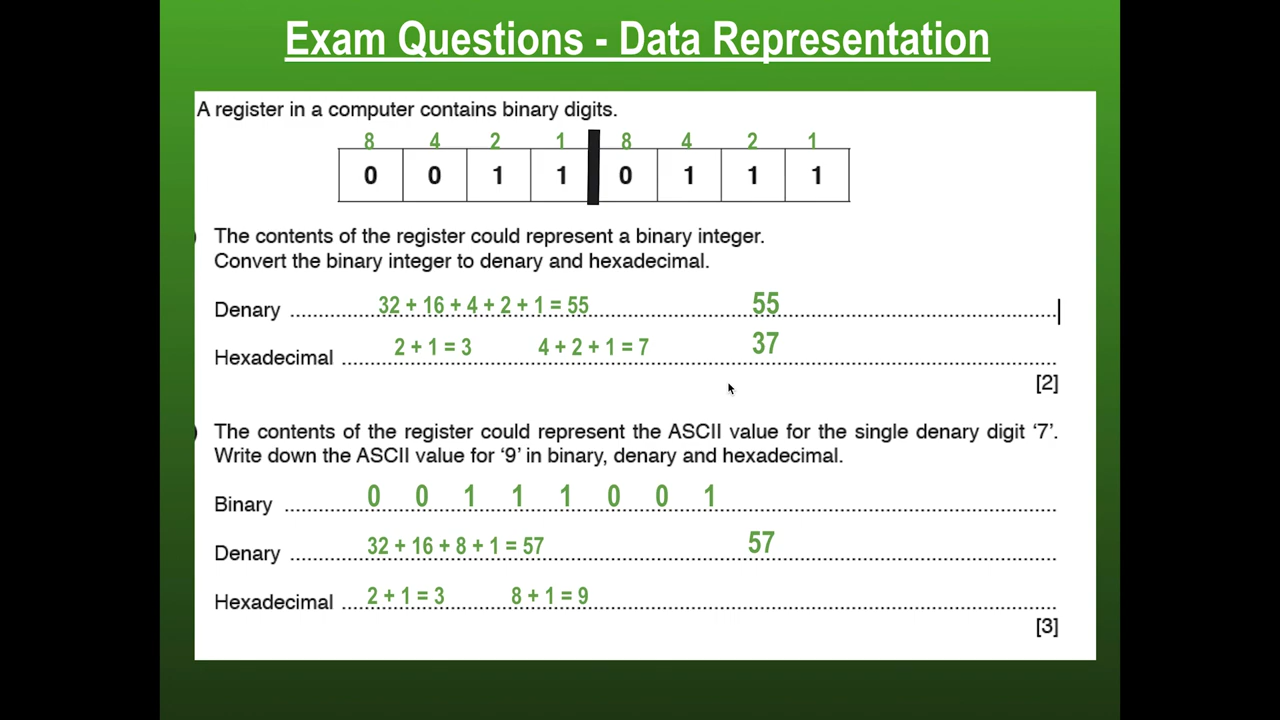 Exam Questions - Data Representation
A register in a computer contains binary digits.
8 4 2 1 8 4 2 1
0 0 1 1 0 1 1 1
) The contents of the register could represent a binary integer.
Convert the binary integer to denary and hexadecimal.
Denary 32 + 16 + 4 + 2 + 1 = 55 55
Hexadecimal 2 + 1 = 3 4 + 2 + 1 = 7 37
[2]
) The contents of the register could represent the ASCII value for the single denary digit ‘7’.
Write down the ASCII value for ‘9’ in binary, denary and hexadecimal.
Binary 0 0 1 1 1 0 0 1
Denary 32 + 16 + 8 + 1 = 57 57
Hexadecimal 2 + 1 = 3 8 + 1 = 9
[3]